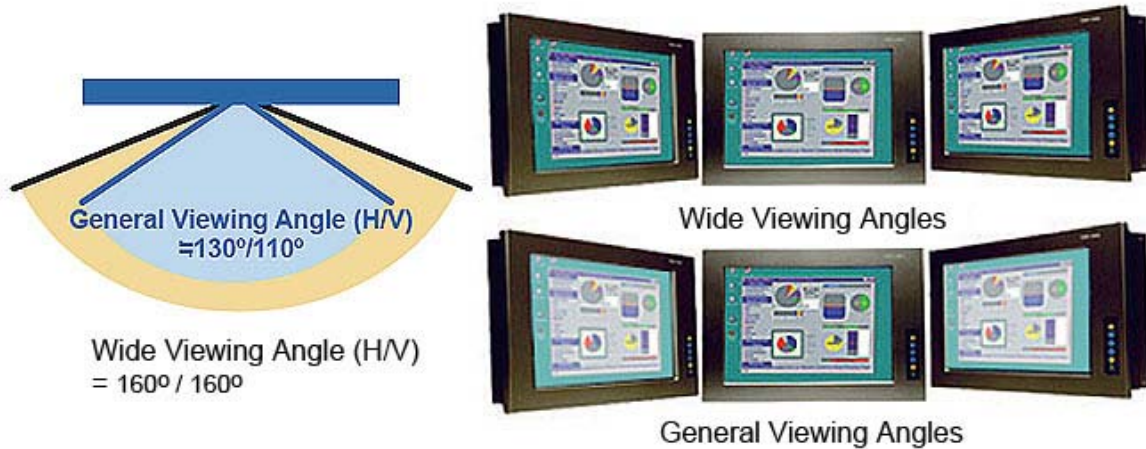 General Viewing Angle (H/V)
=130º/110º
Wide Viewing Angle (H/V)
= 160º / 160º
Wide Viewing Angles
General Viewing Angles